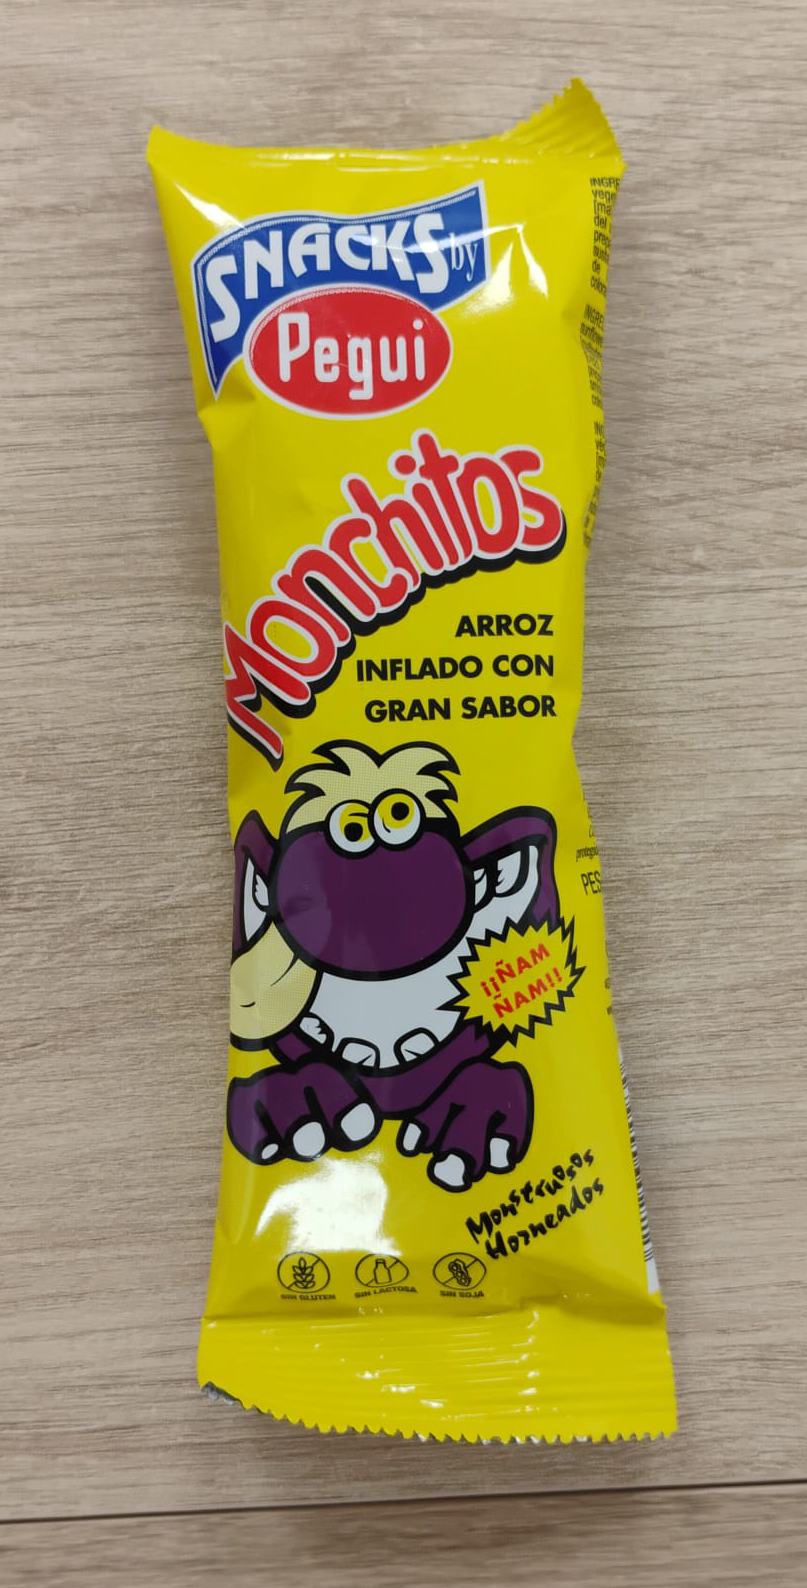 SNACKS by
Pegui
Monchitos
ARROZ
INFLADO CON
GRAN SABOR
¡¡ÑAM
ÑAM!!
Monstruosos
Horneados
SIN GLUTEN
SIN LACTOSA
SIN SOJA